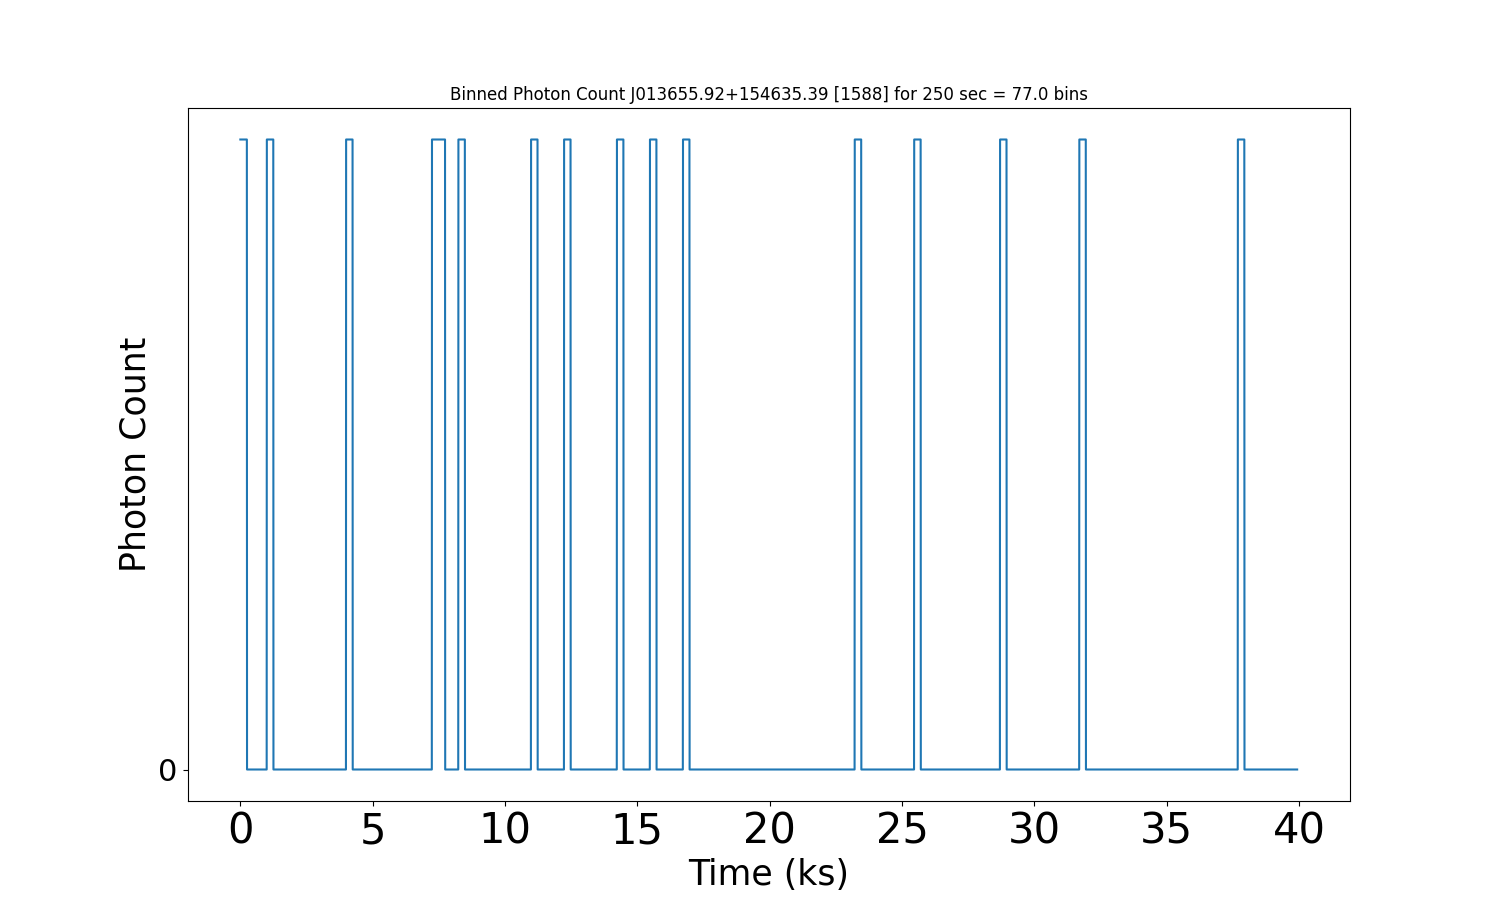 Binned Photon Count J013655.92+154635.39 [1588] for 250 sec = 77.0 bins
Photon Count
0
0 5 10 15 20 25 30 35 40
Time (ks)